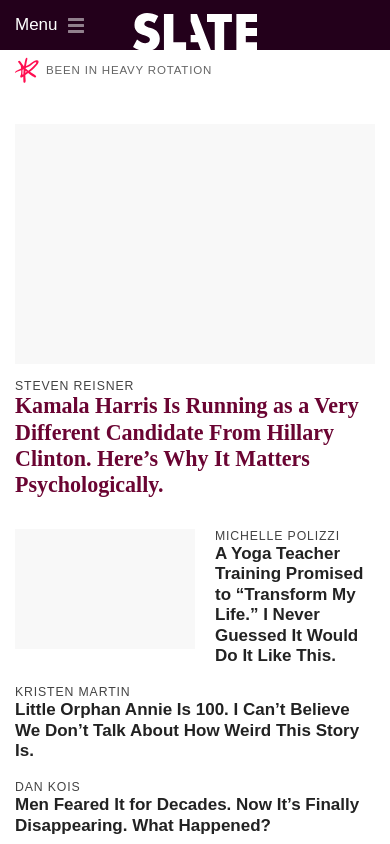 Menu
SLATE
BEEN IN HEAVY ROTATION
STEVEN REISNER
Kamala Harris Is Running as a Very
Different Candidate From Hillary
Clinton. Here’s Why It Matters
Psychologically.
MICHELLE POLIZZI
A Yoga Teacher
Training Promised
to “Transform My
Life.” I Never
Guessed It Would
Do It Like This.
KRISTEN MARTIN
Little Orphan Annie Is 100. I Can’t Believe
We Don’t Talk About How Weird This Story
Is.
DAN KOIS
Men Feared It for Decades. Now It’s Finally
Disappearing. What Happened?